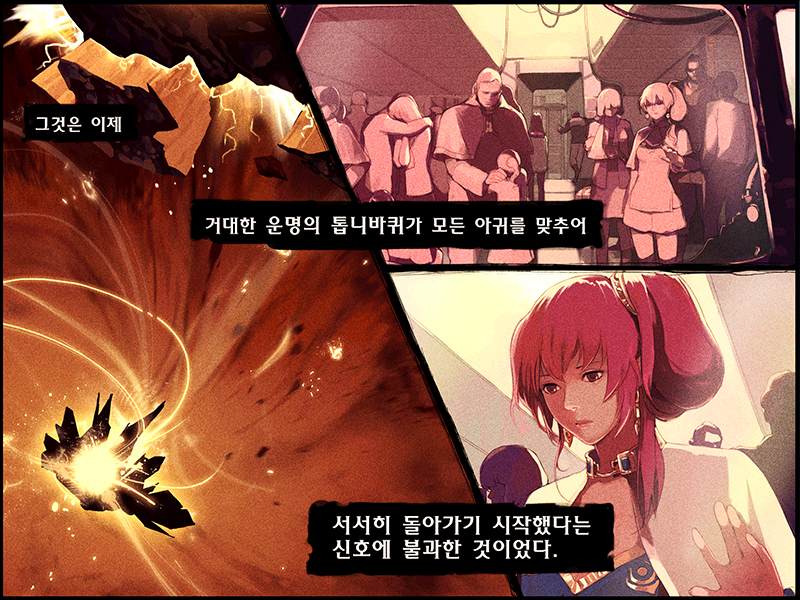 그것은 이제
거대한 운명의 톱니바퀴가 모든 아귀를 맞추어
서서히 돌아가기 시작했다는
신호에 불과한 것이었다.